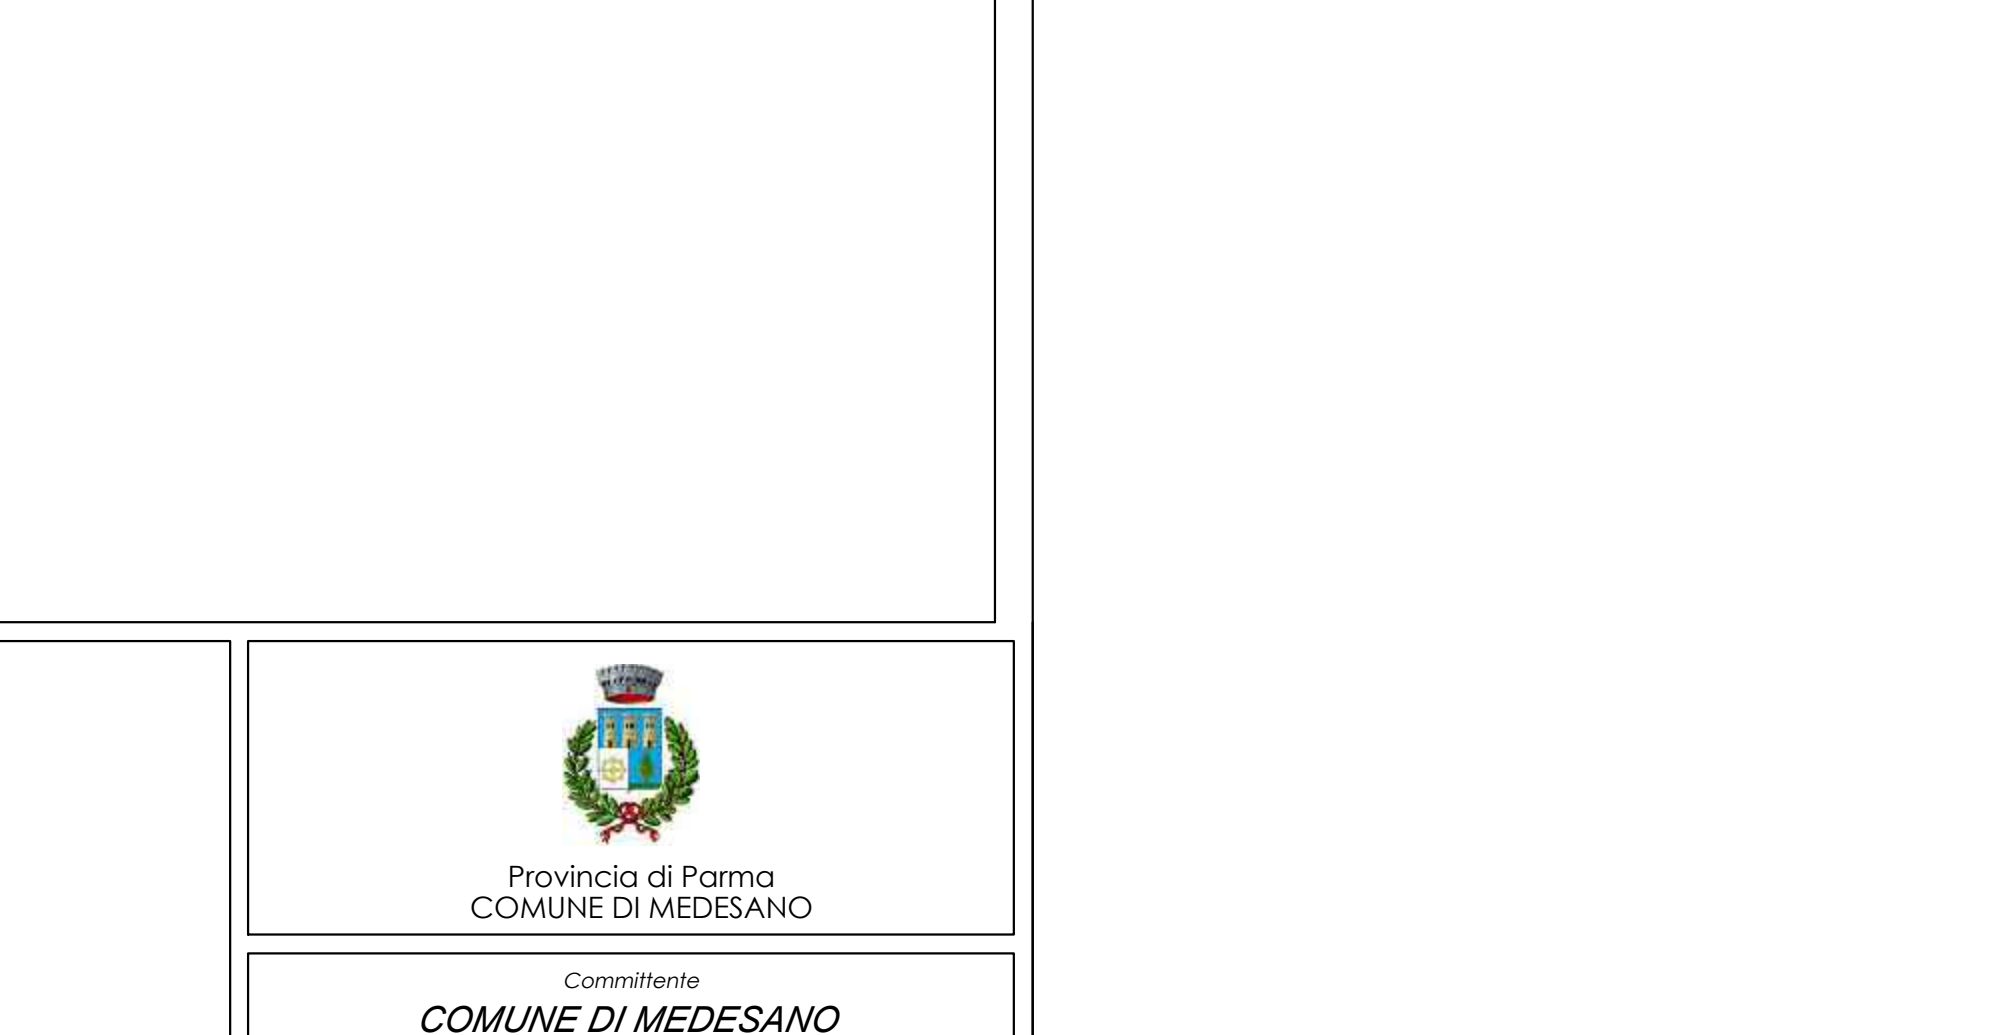 Provincia di Parma
COMUNE DI MEDESANO
Committente
COMUNE DI MEDESANO